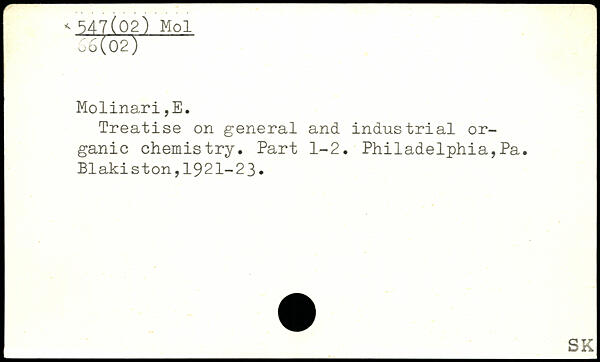 547(02) Mol
66(02)
Molinari,E.
Treatise on general and industrial or-
ganic chemistry. Part 1-2. Philadelphia,Pa.
Blakiston,1921-23.
SK